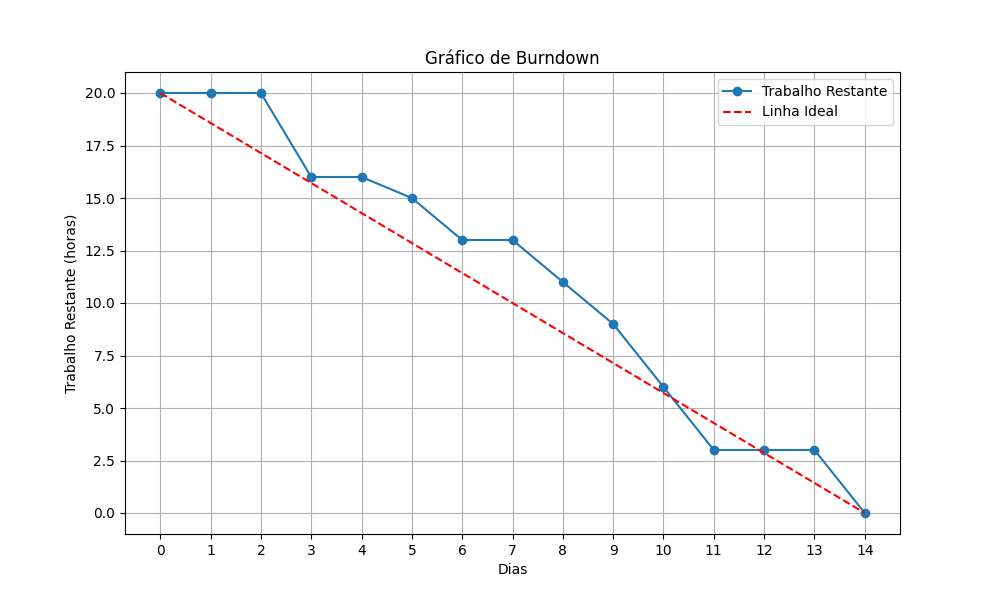 Gráfico de Burndown
Trabalho Restante
Linha Ideal
Trabalho Restante (horas)
20.0
17.5
15.0
12.5
10.0
7.5
5.0
2.5
0.0
0 1 2 3 4 5 6 7 8 9 10 11 12 13 14
Dias